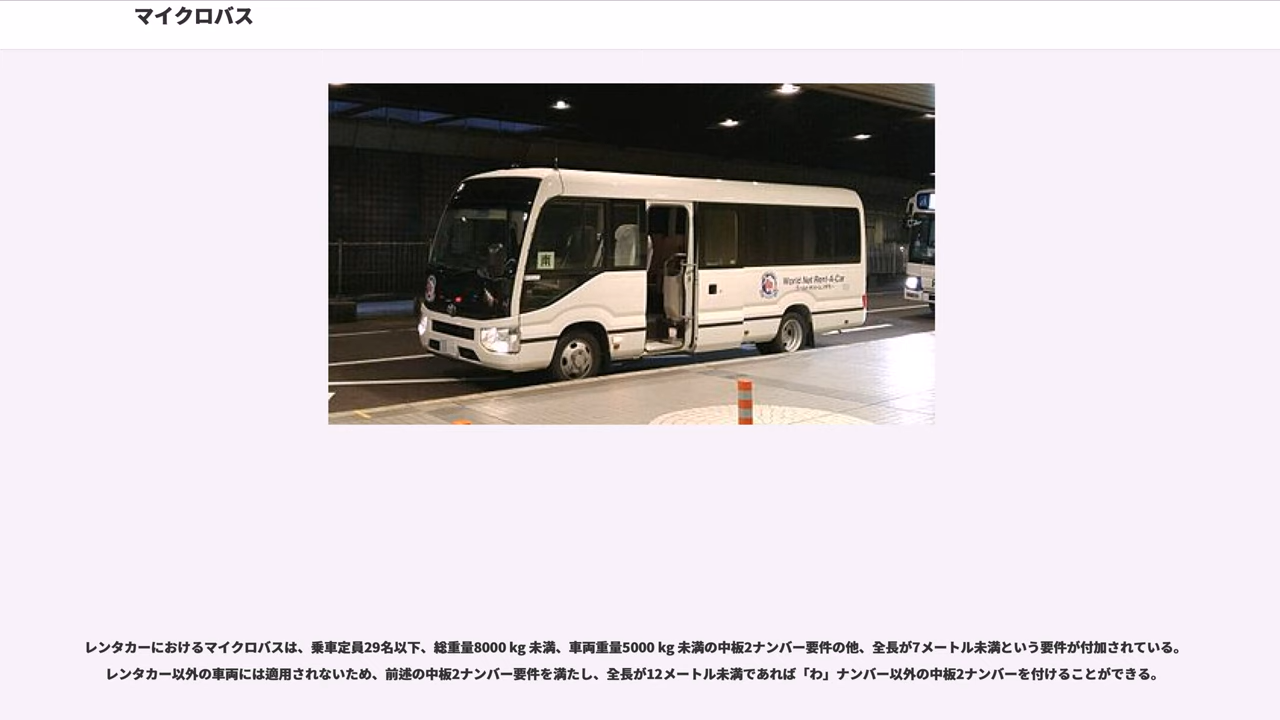 マイクロバス
南
World Net Rent-A-Car
レンタカーにおけるマイクロバスは、乗車定員29名以下、総重量8000 kg 未満、車両重量5000 kg 未満の中板2ナンバー要件の他、全長が7メートル未満という要件が付加されている。
レンタカー以外の車両には適用されないため、前述の中板2ナンバー要件を満たし、全長が12メートル未満であれば「わ」ナンバー以外の中板2ナンバーを付けることができる。